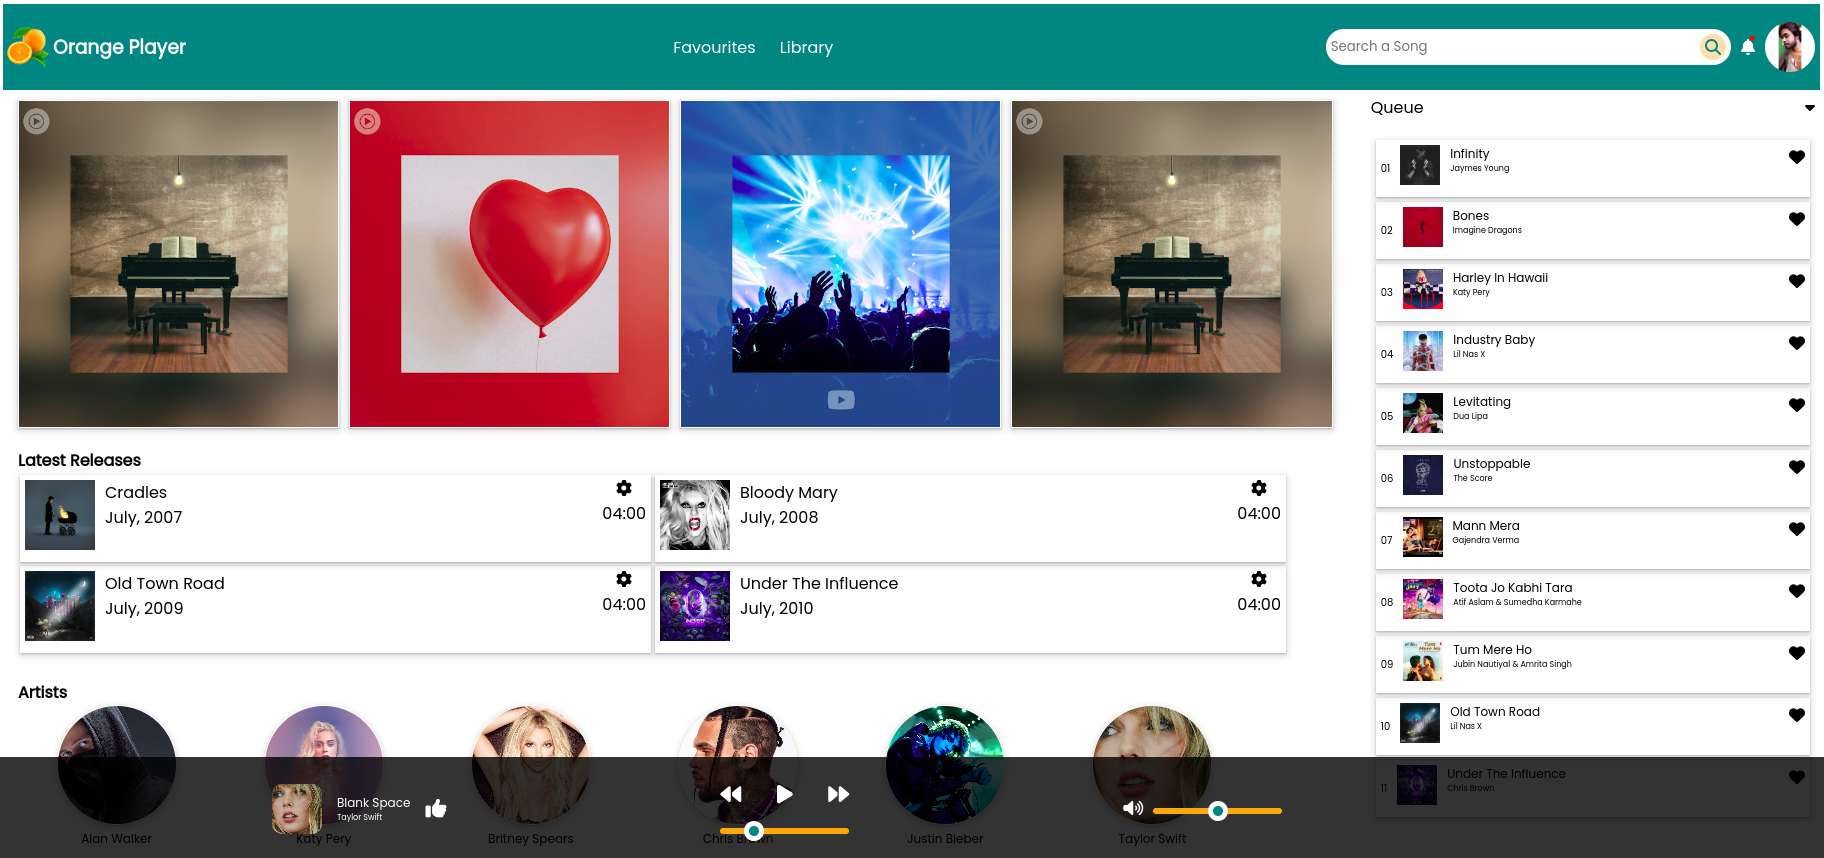 Orange Player
Favourites
Library
Search a Song
Queue
01
Infinity
Jaymes Young
02
Bones
Imagine Dragons
03
Harley In Hawaii
Katy Pery
04
Industry Baby
Lil Nas X
05
Levitating
Dua Lipa
06
Unstoppable
The Score
07
Mann Mera
Gajendra Verma
08
Toota Jo Kabhi Tara
Atif Aslam & Sumedha Karmahe
09
Tum Mere Ho
Jubin Nautiyal & Amrita Singh
10
Old Town Road
Lil Nas X
11
Under The Influence
Chris Brown
Latest Releases
Cradles
July, 2007
04:00
Bloody Mary
July, 2008
04:00
Old Town Road
July, 2009
04:00
Under The Influence
July, 2010
04:00
Artists
Alan Walker
Katy Pery
Britney Spears
Chris Brown
Justin Bieber
Taylor Swift
Blank Space
Taylor Swift